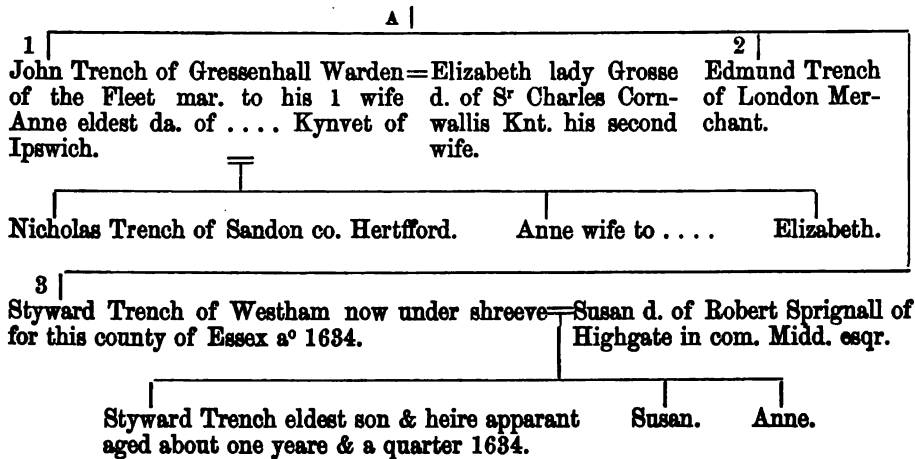 A
1
John Trench of Gressenhall Warden=
of the Fleet mar. to his 1 wife
Anne eldest da. of .... Kynvet of
Ipswich.
Elizabeth lady Grosse
d. of Sʳ Charles Corn-
wallis Knt. his second
wife.
2
Edmund Trench
of London Mer-
chant.
Nicholas Trench of Sandon co. Hertfford.
Anne wife to ....
Elizabeth.
3
Styward Trench of Westham now under shreeve=
for this county of Essex aº 1634.
Susan d. of Robert Sprignall of
Highgate in com. Midd. esqr.
Styward Trench eldest son & heire apparant
aged about one yeare & a quarter 1634.
Susan.
Anne.